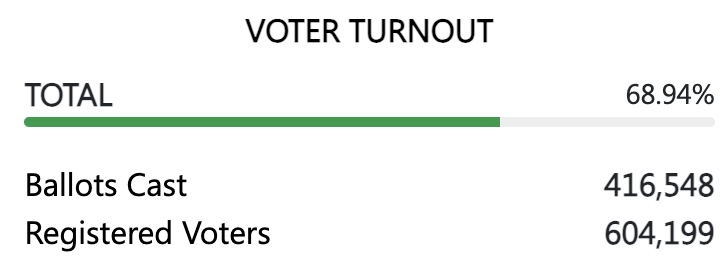 VOTER TURNOUT
TOTAL 68.94%
Ballots Cast 416,548
Registered Voters 604,199